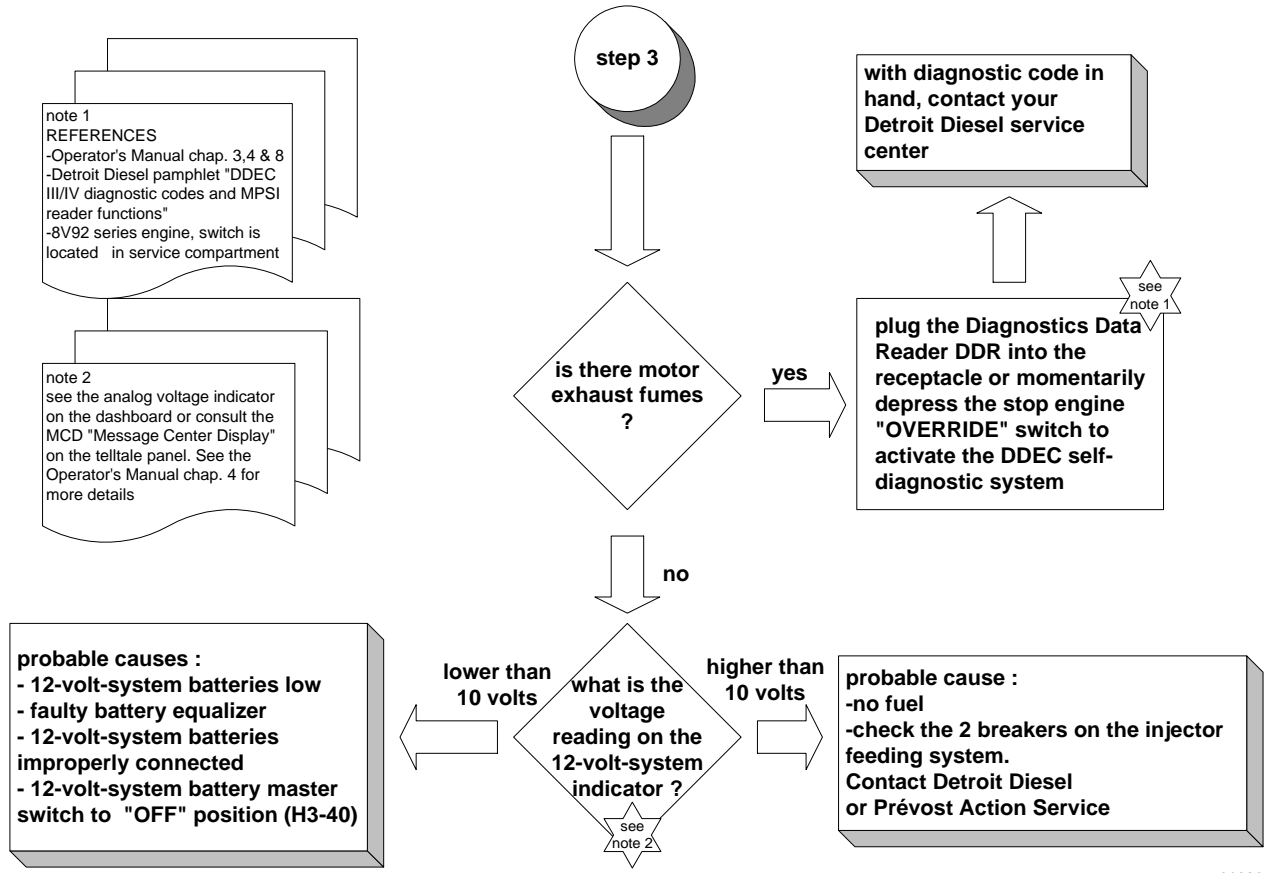 step 3
note 1
REFERENCES
-Operator's Manual chap. 3,4 & 8
-Detroit Diesel pamphlet "DDEC
III/IV diagnostic codes and MPSI
reader functions"
-8V92 series engine, switch is
located in service compartment
note 2
see the analog voltage indicator
on the dashboard or consult the
MCD "Message Center Display"
on the telltale panel. See the
Operator's Manual chap. 4 for
more details
is there motor
exhaust fumes
?
yes
plug the Diagnostics Data
Reader DDR into the
receptacle or momentarily
depress the stop engine
"OVERRIDE" switch to
activate the DDEC self-
diagnostic system
see
note 1
with diagnostic code in
hand, contact your
Detroit Diesel service
center
no
what is the
voltage
reading on the
12-volt-system
indicator ?
see
note 2
lower than
10 volts
probable causes :
- 12-volt-system batteries low
- faulty battery equalizer
- 12-volt-system batteries
improperly connected
- 12-volt-system battery master
switch to "OFF" position (H3-40)
higher than
10 volts
probable cause :
-no fuel
-check the 2 breakers on the injector
feeding system.
Contact Detroit Diesel
or Prévost Action Service